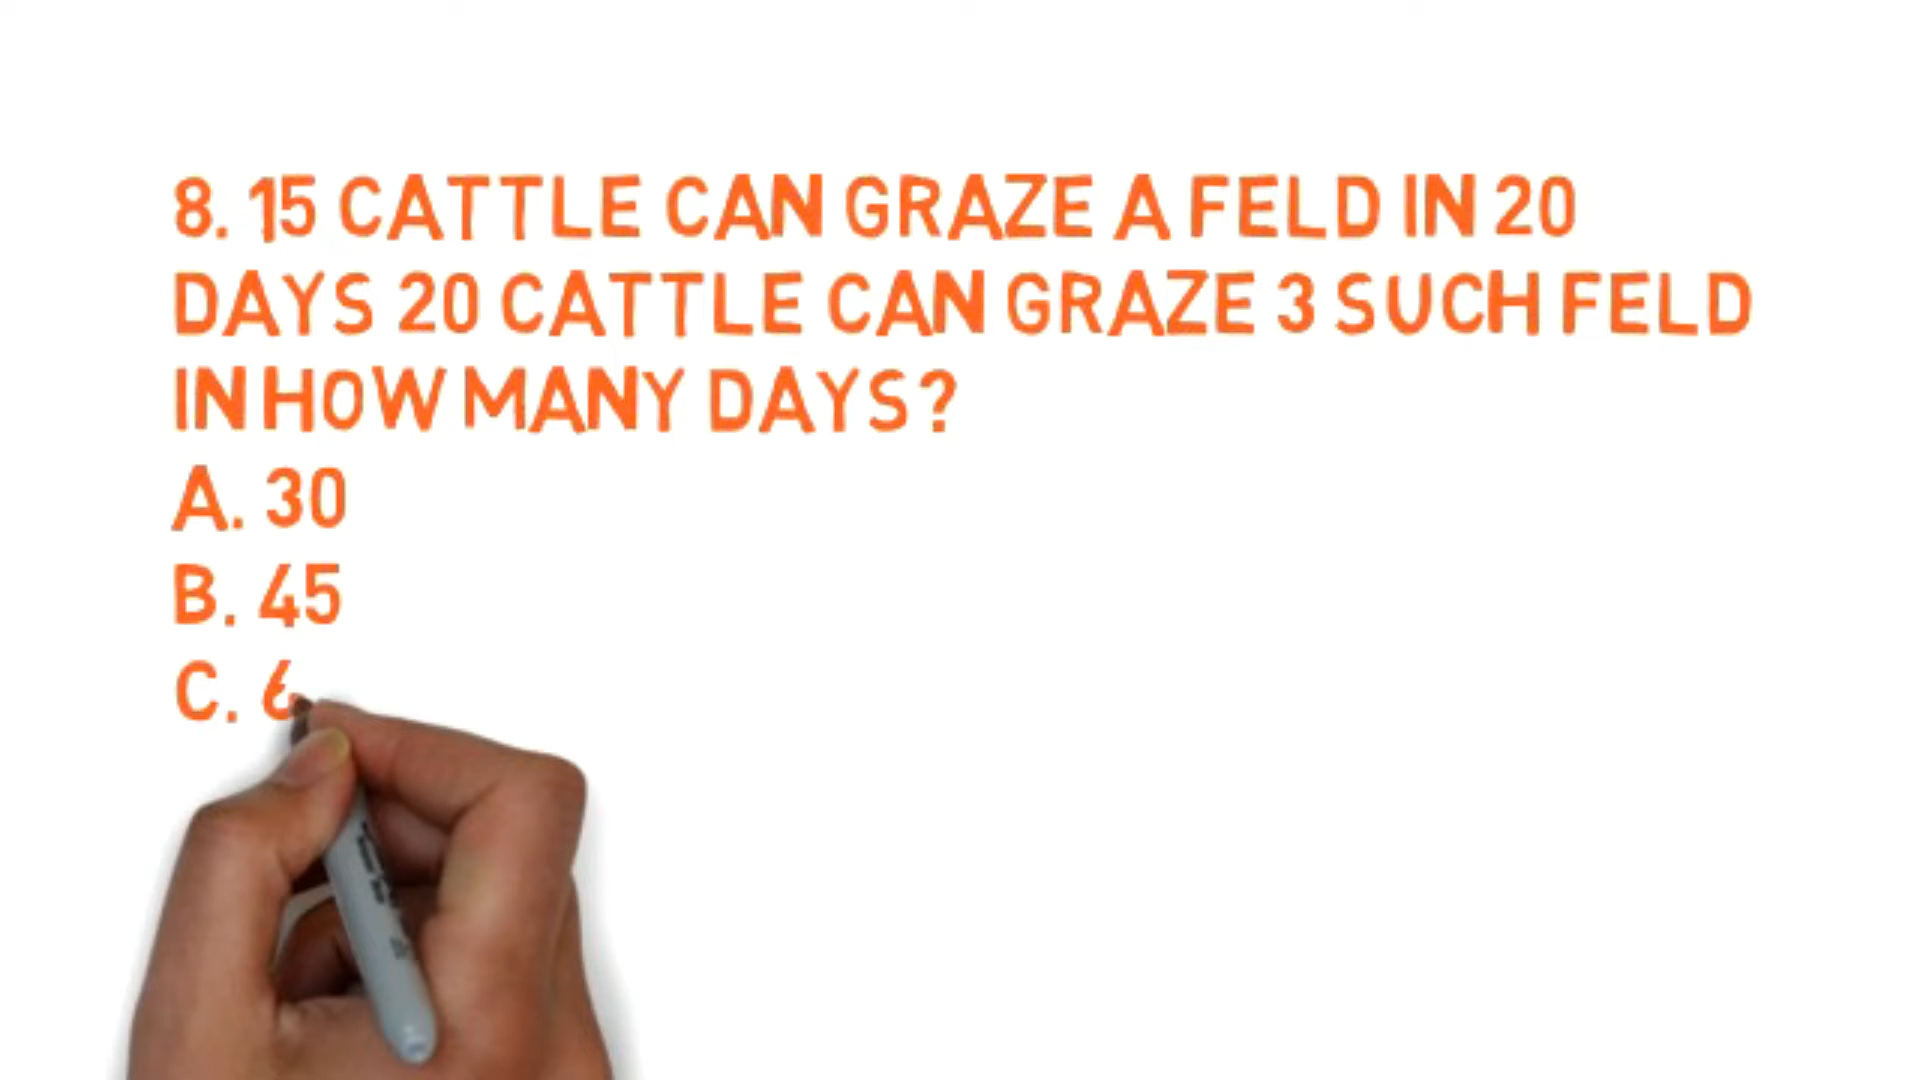 8. 15 CATTLE CAN GRAZE A FELD IN 20
DAYS 20 CATTLE CAN GRAZE 3 SUCH FELD
IN HOW MANY DAYS?
A. 30
B. 45
C. 6